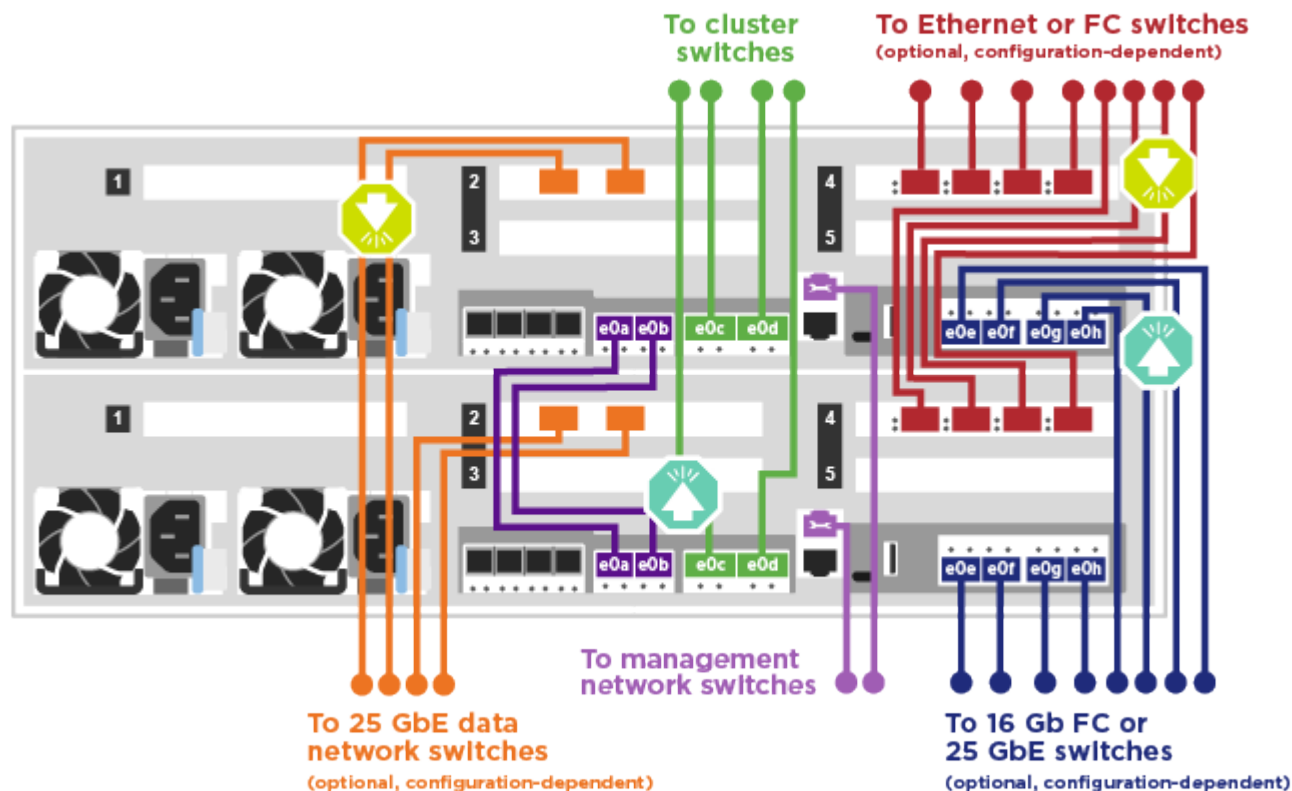 To cluster
switches
To Ethernet or FC switches
(optional, configuration-dependent)
1
2
3
4
5
e0a e0b e0c e0d
e0e e0f e0g e0h
1
2
3
4
5
e0a e0b e0c e0d
e0e e0f e0g e0h
To management
network switches
To 25 GbE data
network switches
(optional, configuration-dependent)
To 16 Gb FC or
25 GbE switches
(optional, configuration-dependent)